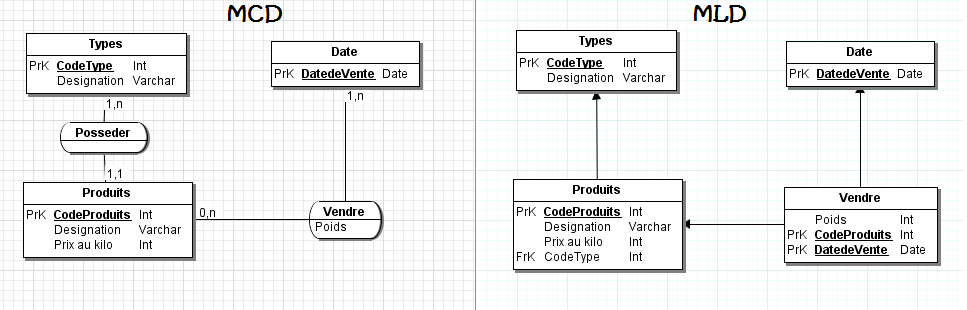 MCD
Types
PrK CodeType Int
Designation Varchar
1,n
Posseder
1,1
Produits
PrK CodeProduits Int
Designation Varchar
Prix au kilo Int
0,n
Date
PrK DatedeVente Date
1,n
Vendre
Poids
MLD
Types
PrK CodeType Int
Designation Varchar
Produits
PrK CodeProduits Int
Designation Varchar
Prix au kilo Int
FrK CodeType Int
Date
PrK DatedeVente Date
Vendre
Poids Int
PrK CodeProduits Int
PrK DatedeVente Date